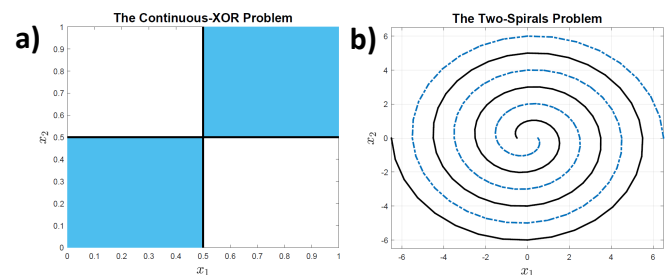 a)
The Continuous-XOR Problem
1
0.9
0.8
0.7
0.6
0.5
0.4
0.3
0.2
0.1
0
x2
0 0.1 0.2 0.3 0.4 0.5 0.6 0.7 0.8 0.9 1
x1
b)
The Two-Spirals Problem
6
4
2
0
-2
-4
-6
x2
-6 -4 -2 0 2 4 6
x1